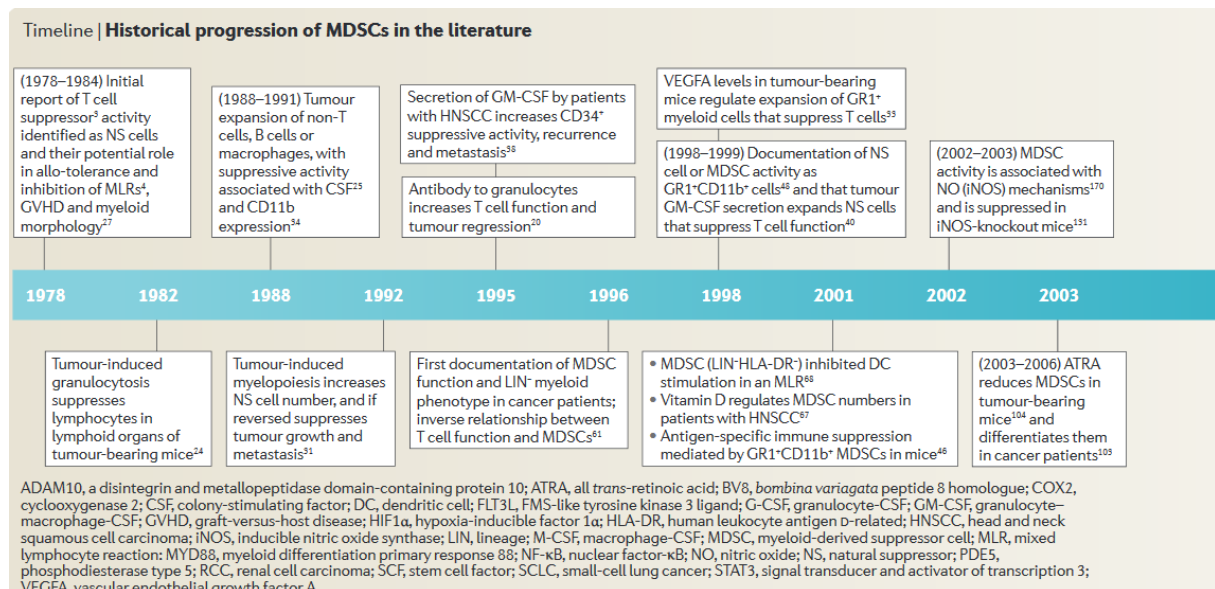 Timeline | Historical progression of MDSCs in the literature
(1978–1984) Initial
report of T cell
suppressor³ activity
identified as NS cells
and their potential role
in allo-tolerance and
inhibition of MLRs⁴,
GVHD and myeloid
morphology²⁷
(1988–1991) Tumour
expansion of non-T
cells, B cells or
macrophages, with
suppressive activity
associated with CSF²⁵
and CD11b
expression³⁴
Secretion of GM-CSF by patients
with HNSCC increases CD34⁺
suppressive activity, recurrence
and metastasis³⁸
Antibody to granulocytes
increases T cell function and
tumour regression²⁰
VEGFA levels in tumour-bearing
mice regulate expansion of GR1⁺
myeloid cells that suppress T cells³³
(1998–1999) Documentation of NS
cell or MDSC activity as
GR1⁺CD11b⁺ cells⁴⁸ and that tumour
GM-CSF secretion expands NS cells
that suppress T cell function⁴⁰
(2002–2003) MDSC
activity is associated with
NO (iNOS) mechanisms¹⁷⁰
and is suppressed in
iNOS-knockout mice¹³¹
1978 1982 1988 1992 1995 1996 1998 2001 2002 2003
Tumour-induced
granulocytosis
suppresses
lymphocytes in
lymphoid organs of
tumour-bearing mice²⁴
Tumour-induced
myelopoiesis increases
NS cell number, and if
reversed suppresses
tumour growth and
metastasis³¹
First documentation of MDSC
function and LIN⁻ myeloid
phenotype in cancer patients;
inverse relationship between
T cell function and MDSCs⁶¹
• MDSC (LIN⁻HLA-DR⁻) inhibited DC
stimulation in an MLR⁶⁸
• Vitamin D regulates MDSC numbers in
patients with HNSCC⁶⁷
• Antigen-specific immune suppression
mediated by GR1⁺CD11b⁺ MDSCs in mice⁴⁶
(2003–2006) ATRA
reduces MDSCs in
tumour-bearing
mice¹⁰⁴ and
differentiates them
in cancer patients¹⁰³
ADAM10, a disintegrin and metallopeptidase domain-containing protein 10; ATRA, all trans-retinoic acid; BV8, bombina variagata peptide 8 homologue; COX2,
cyclooxygenase 2; CSF, colony-stimulating factor; DC, dendritic cell; FLT3L, FMS-like tyrosine kinase 3 ligand; G-CSF, granulocyte-CSF; GM-CSF, granulocyte–
macrophage-CSF; GVHD, graft-versus-host disease; HIF1α, hypoxia-inducible factor 1α; HLA-DR, human leukocyte antigen D-related; HNSCC, head and neck
squamous cell carcinoma; iNOS, inducible nitric oxide synthase; LIN, lineage; M-CSF, macrophage-CSF; MDSC, myeloid-derived suppressor cell; MLR, mixed
lymphocyte reaction: MYD88, myeloid differentiation primary response 88; NF-κB, nuclear factor-κB; NO, nitric oxide; NS, natural suppressor; PDE5,
phosphodiesterase type 5; RCC, renal cell carcinoma; SCF, stem cell factor; SCLC, small-cell lung cancer; STAT3, signal transducer and activator of transcription 3;
VEGFA, vascular endothelial growth factor A